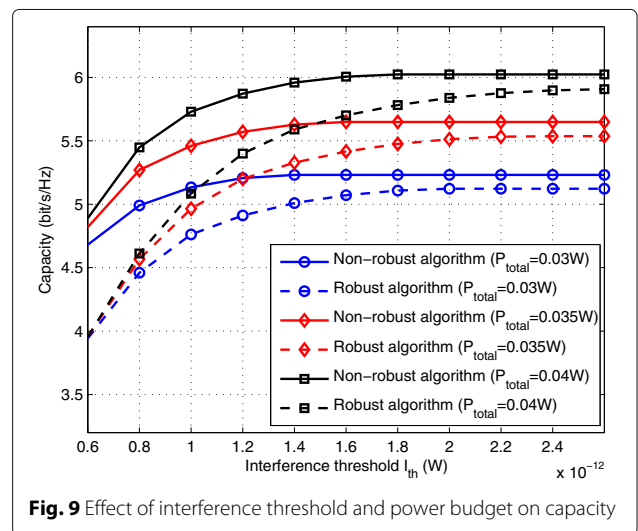 6
5.5
5
4.5
4
3.5
Capacity (bit/s/Hz)
Non−robust algorithm (P_total=0.03W)
Robust algorithm (P_total=0.03W)
Non−robust algorithm (P_total=0.035W)
Robust algorithm (P_total=0.035W)
Non−robust algorithm (P_total=0.04W)
Robust algorithm (P_total=0.04W)
0.6 0.8 1 1.2 1.4 1.6 1.8 2 2.2 2.4
Interference threshold I_th (W)
x 10^−12
Fig. 9 Effect of interference threshold and power budget on capacity